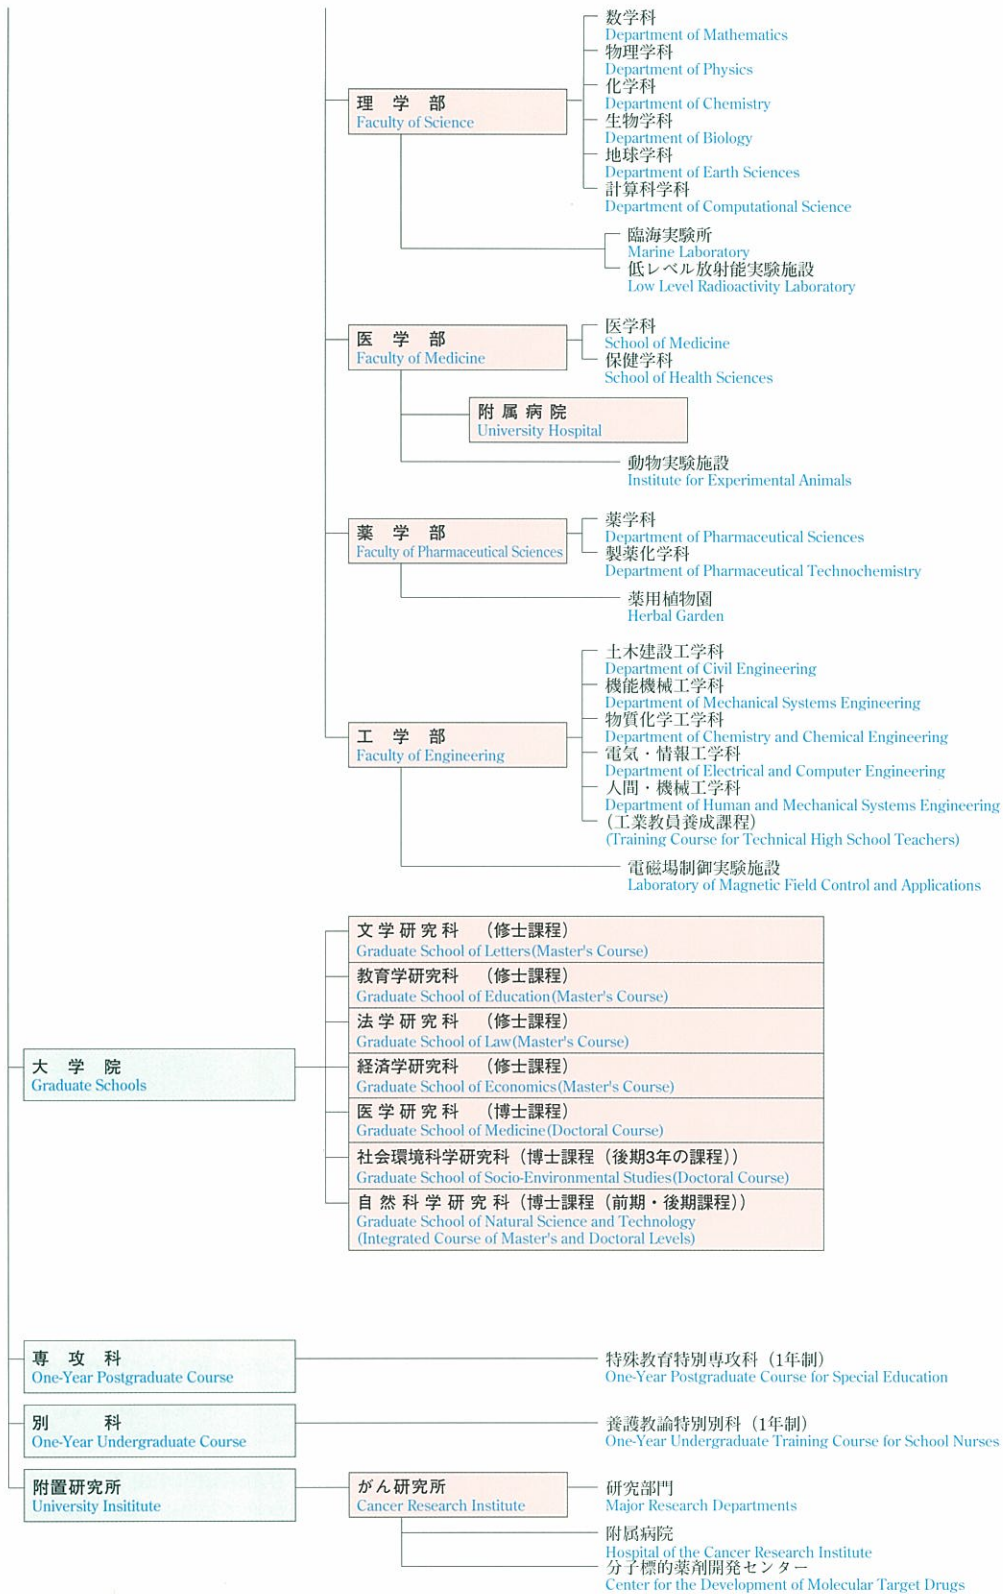 数学科
Department of Mathematics
物理学科
Department of Physics
化学科
Department of Chemistry
生物学科
Department of Biology
地球学科
Department of Earth Sciences
計算科学科
Department of Computational Science
理学部
Faculty of Science
臨海実験所
Marine Laboratory
低レベル放射能実験施設
Low Level Radioactivity Laboratory
医学部
Faculty of Medicine
医学科
School of Medicine
保健学科
School of Health Sciences
附属病院
University Hospital
動物実験施設
Institute for Experimental Animals
薬学部
Faculty of Pharmaceutical Sciences
薬学科
Department of Pharmaceutical Sciences
製薬化学科
Department of Pharmaceutical Technochemistry
薬用植物園
Herbal Garden
工学部
Faculty of Engineering
土木建設工学科
Department of Civil Engineering
機能機械工学科
Department of Mechanical Systems Engineering
物質化学工学科
Department of Chemistry and Chemical Engineering
電気・情報工学科
Department of Electrical and Computer Engineering
人間・機械工学科
Department of Human and Mechanical Systems Engineering
(工業教員養成課程)
(Training Course for Technical High School Teachers)
電磁場制御実験施設
Laboratory of Magnetic Field Control and Applications
大学院
Graduate Schools
文学研究科 (修士課程)
Graduate School of Letters(Master's Course)
教育学研究科 (修士課程)
Graduate School of Education(Master's Course)
法学研究科 (修士課程)
Graduate School of Law(Master's Course)
経済学研究科 (修士課程)
Graduate School of Economics(Master's Course)
医学研究科 (博士課程)
Graduate School of Medicine(Doctoral Course)
社会環境科学研究科(博士課程(後期3年の課程))
Graduate School of Socio-Environmental Studies(Doctoral Course)
自然科学研究科(博士課程(前期・後期課程))
Graduate School of Natural Science and Technology
(Integrated Course of Master's and Doctoral Levels)
専攻科
One-Year Postgraduate Course
特殊教育特別専攻科(1年制)
One-Year Postgraduate Course for Special Education
別科
One-Year Undergraduate Course
養護教諭特別別科(1年制)
One-Year Undergraduate Training Course for School Nurses
附置研究所
University Insititute
がん研究所
Cancer Research Institute
研究部門
Major Research Departments
附属病院
Hospital of the Cancer Research Institute
分子標的薬剤開発センター
Center for the Development of Molecular Target Drugs